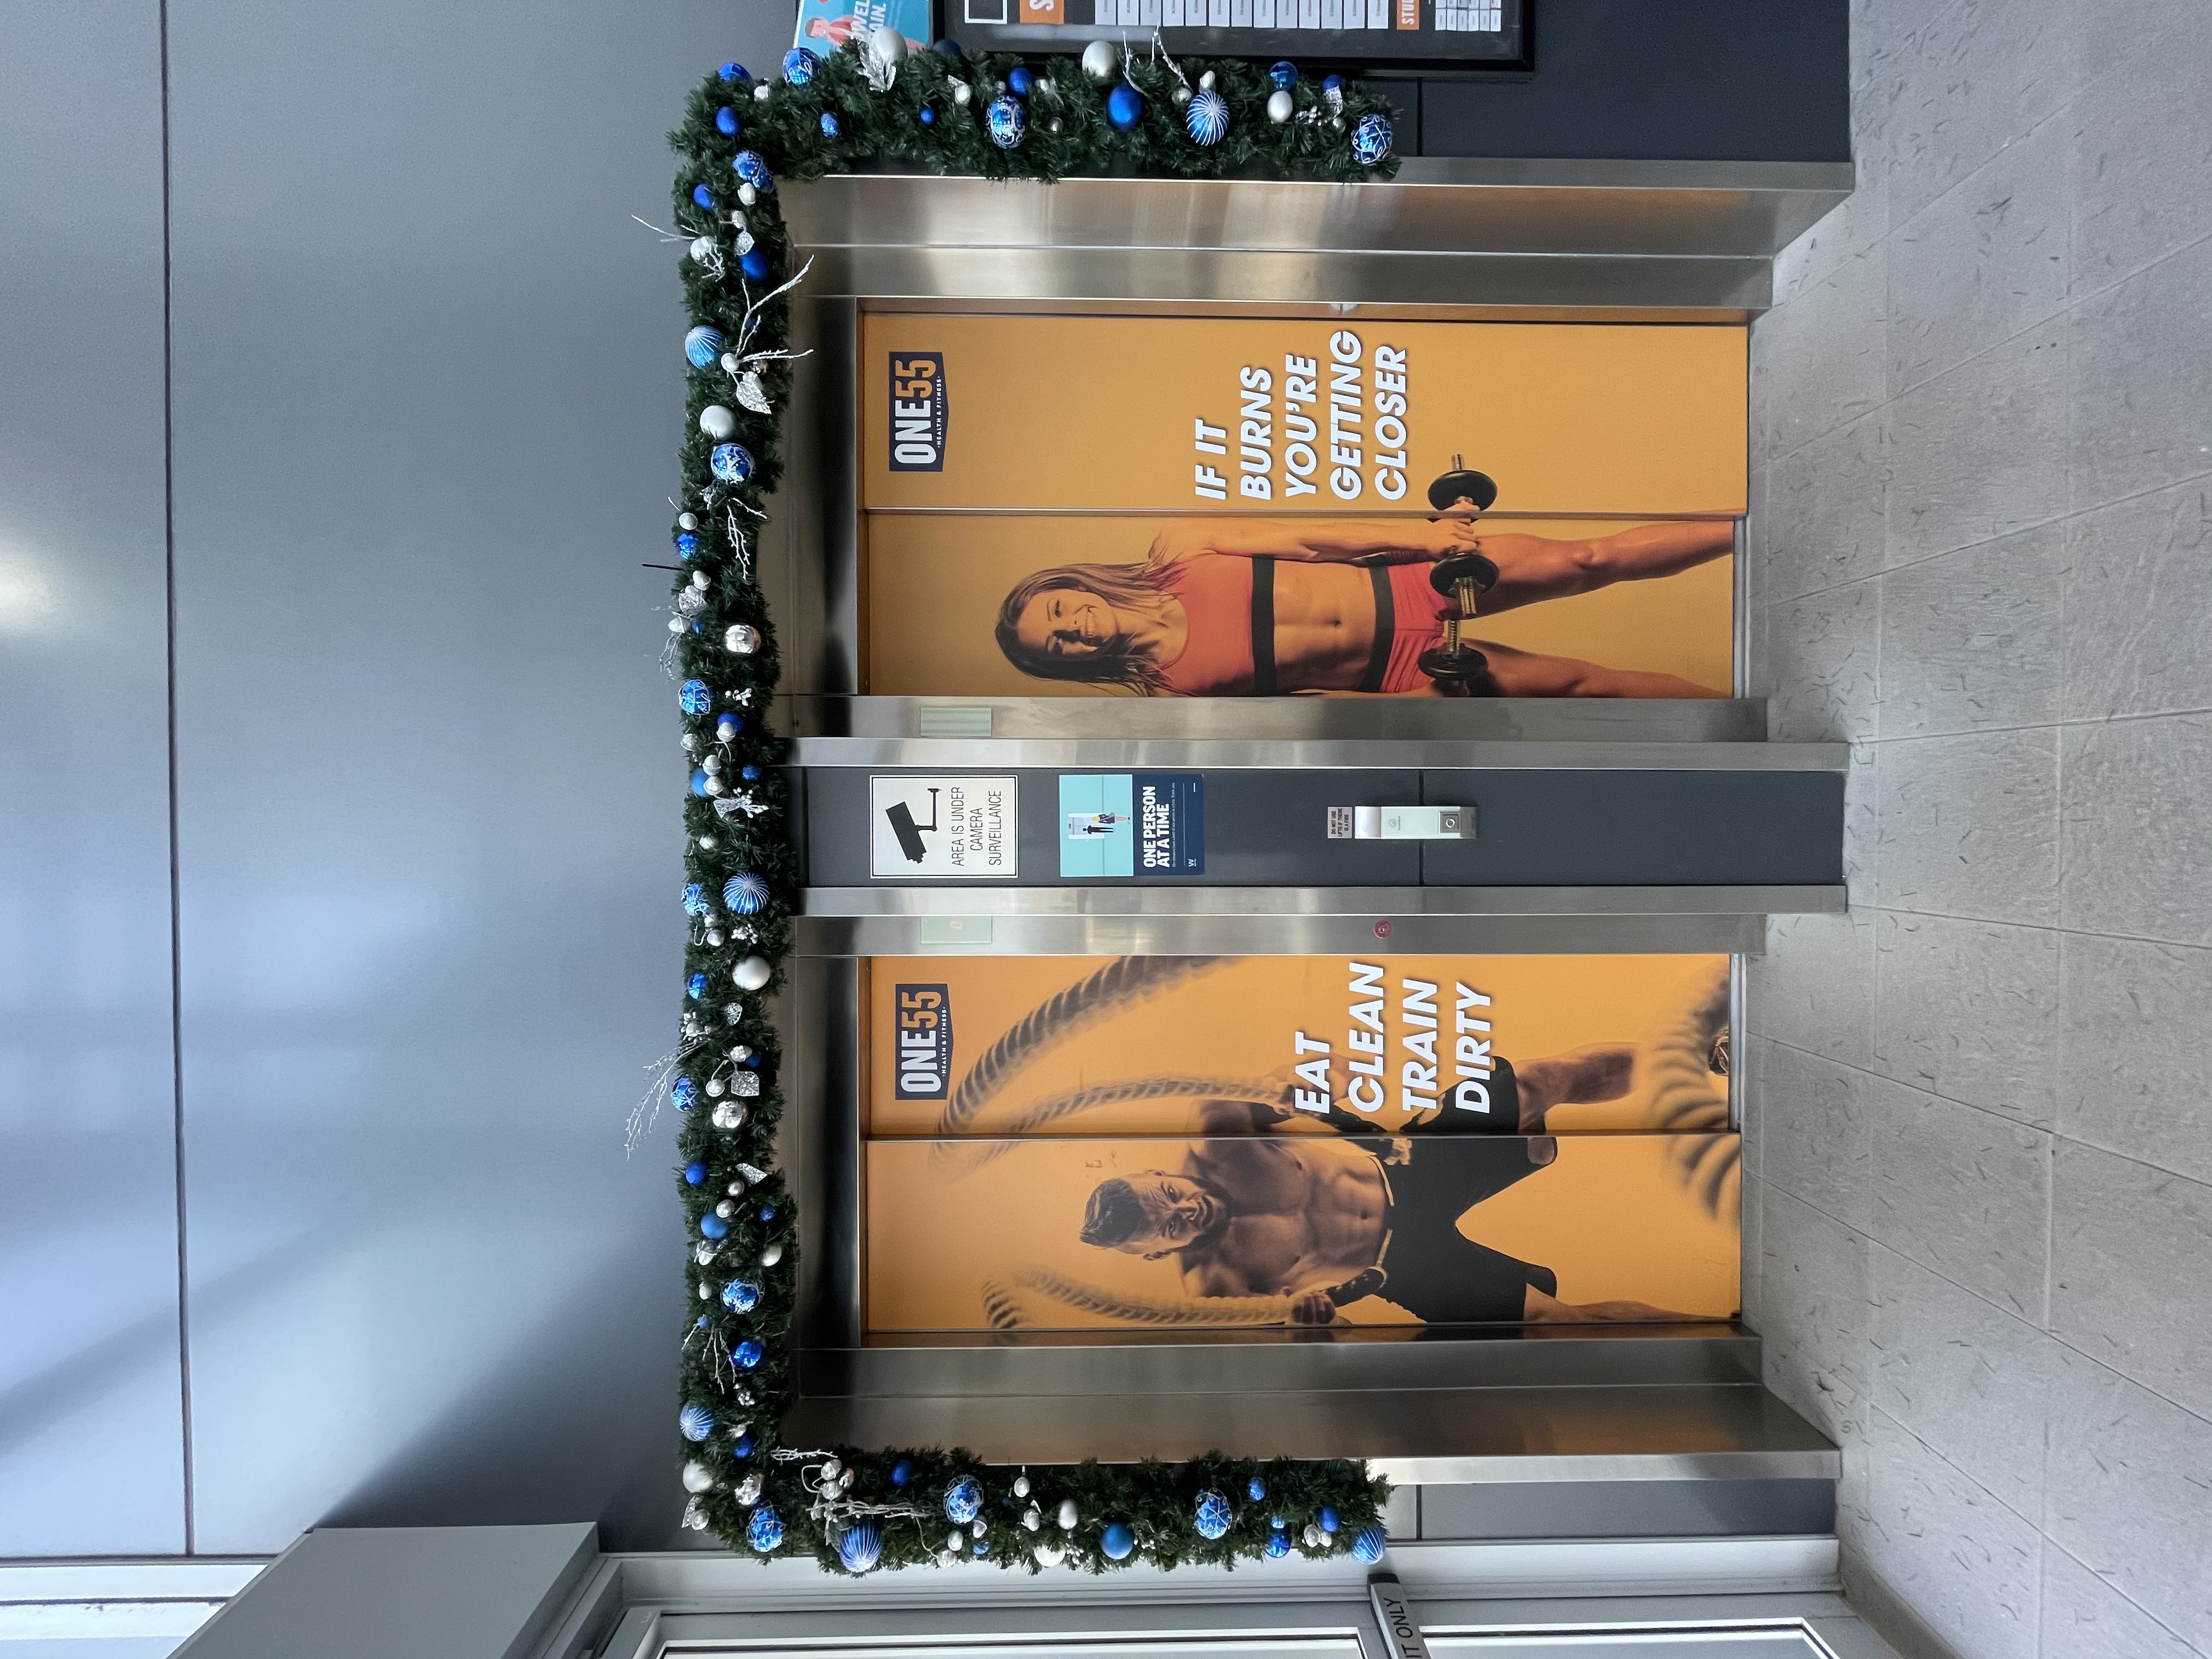 ONE55
·HEALTH & FITNESS·
EAT
CLEAN
TRAIN
DIRTY
AREA IS UNDER
CAMERA
SURVEILLANCE
ONE PERSON
AT A TIME
DO NOT USE
LIFTS IF THERE
IS A FIRE
ONE55
·HEALTH & FITNESS·
IF IT
BURNS
YOU'RE
GETTING
CLOSER
IT ONLY